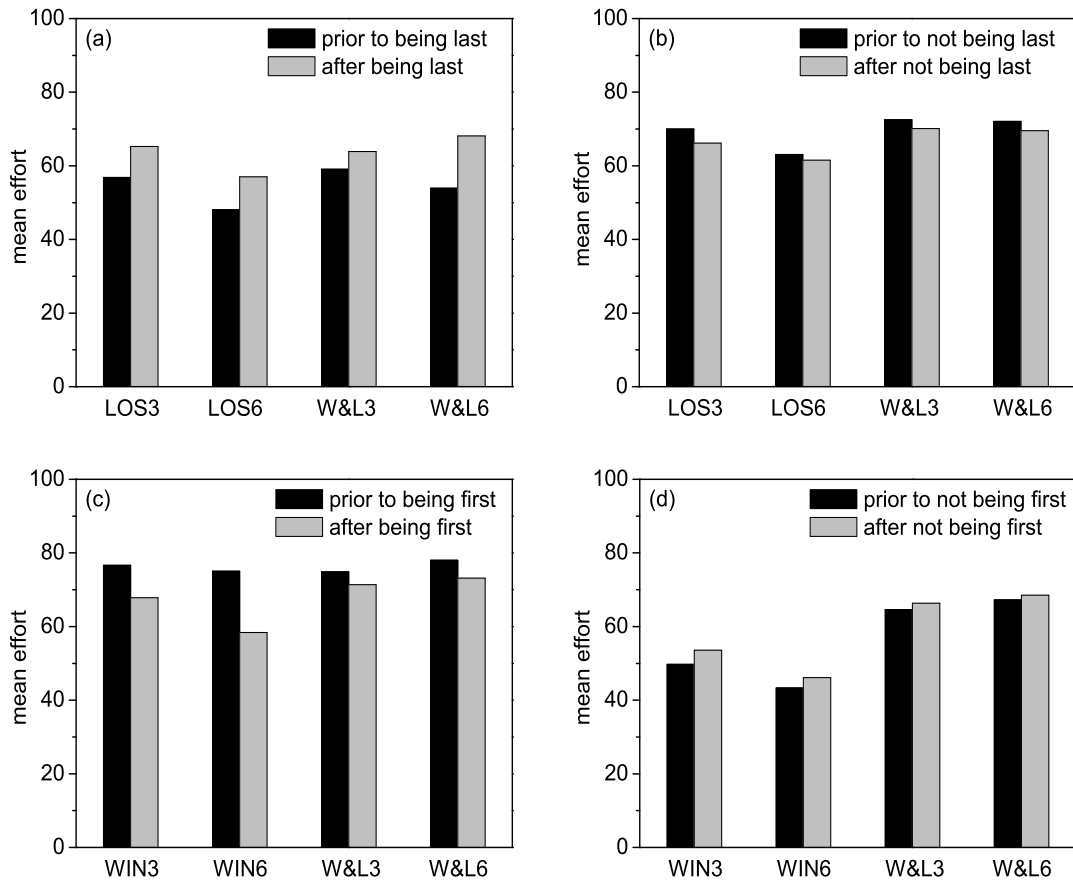 (a)
prior to being last
after being last
mean effort
100
80
60
40
20
0
LOS3 LOS6 W&L3 W&L6
(b)
prior to not being last
after not being last
mean effort
100
80
60
40
20
0
LOS3 LOS6 W&L3 W&L6
(c)
prior to being first
after being first
mean effort
100
80
60
40
20
0
WIN3 WIN6 W&L3 W&L6
(d)
prior to not being first
after not being first
mean effort
100
80
60
40
20
0
WIN3 WIN6 W&L3 W&L6